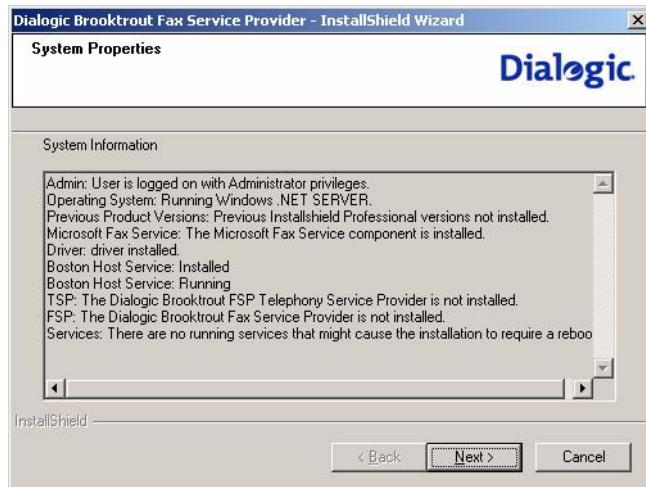 Dialogic Brooktrout Fax Service Provider - InstallShield Wizard
System Properties
Dialogic
System Information
Admin: User is logged on with Administrator privileges.
Operating System: Running Windows .NET SERVER.
Previous Product Versions: Previous Installshield Professional versions not installed.
Microsoft Fax Service: The Microsoft Fax Service component is installed.
Driver: driver installed.
Boston Host Service: Installed
Boston Host Service: Running
TSP: The Dialogic Brooktrout FSP Telephony Service Provider is not installed.
FSP: The Dialogic Brooktrout Fax Service Provider is not installed.
Services: There are no running services that might cause the installation to require a reboo
InstallShield
< Back
Next >
Cancel